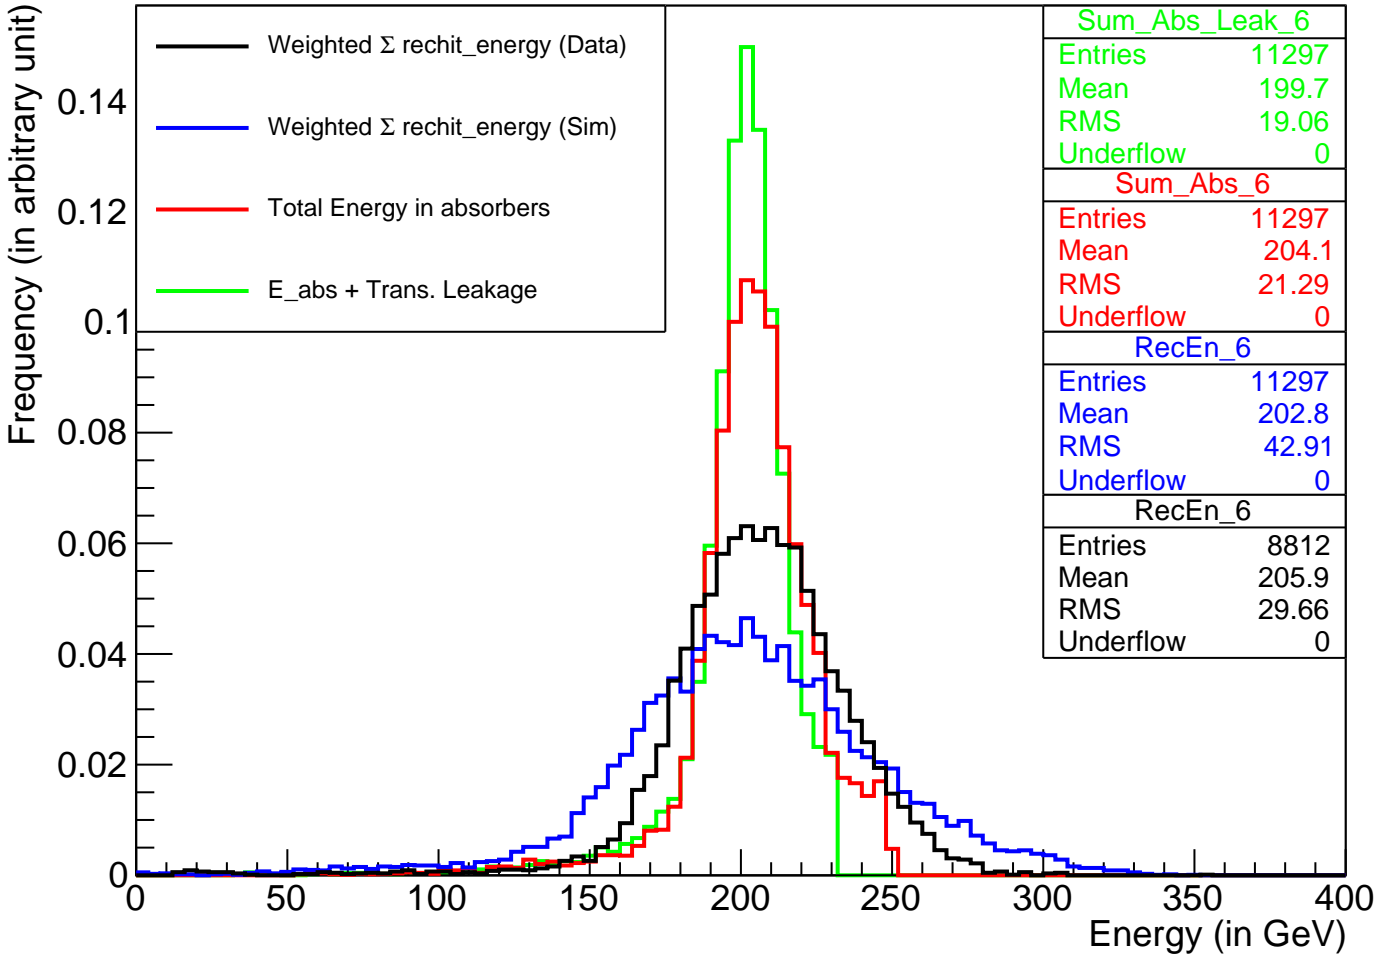 Frequency (in arbitrary unit)
0.14
0.12
0.1
0.08
0.06
0.04
0.02
0
Weighted Σ rechit_energy (Data)
Weighted Σ rechit_energy (Sim)
Total Energy in absorbers
E_abs + Trans. Leakage
Sum_Abs_Leak_6
Entries 11297
Mean 199.7
RMS 19.06
Underflow 0
Sum_Abs_6
Entries 11297
Mean 204.1
RMS 21.29
Underflow 0
RecEn_6
Entries 11297
Mean 202.8
RMS 42.91
Underflow 0
RecEn_6
Entries 8812
Mean 205.9
RMS 29.66
Underflow 0
0 50 100 150 200 250 300 350 400
Energy (in GeV)